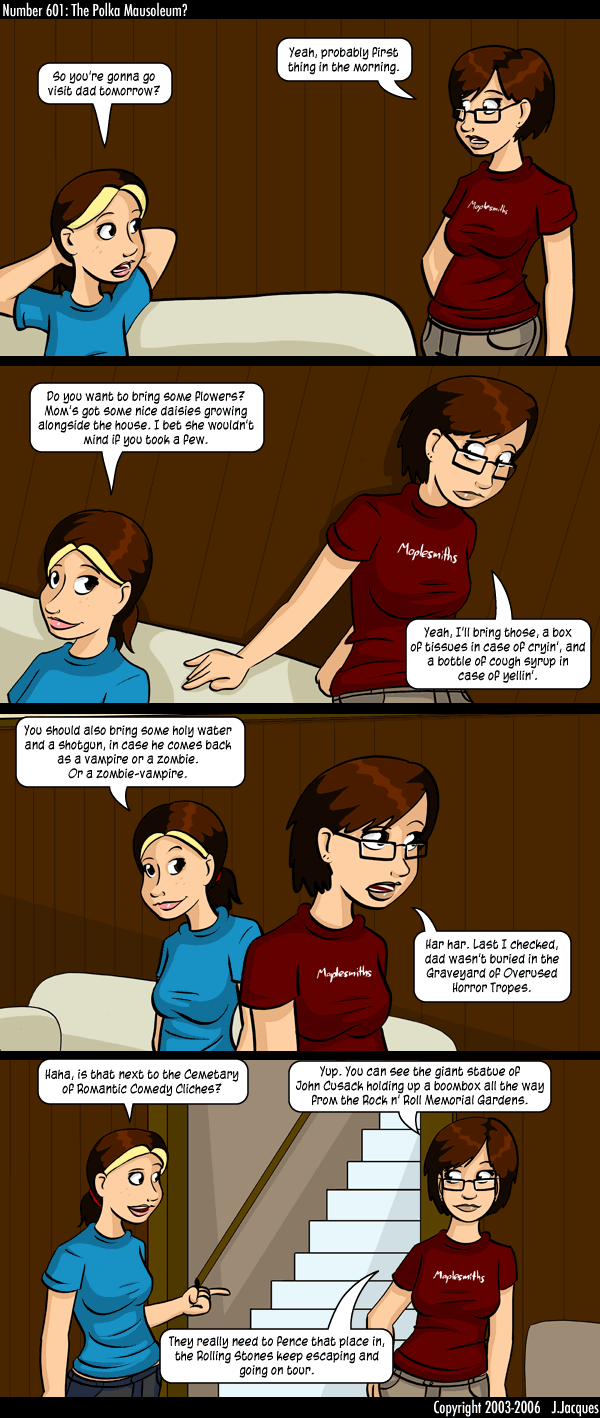 Number 601: The Polka Mausoleum?
So you're gonna go
visit dad tomorrow?
Yeah, probably first
thing in the morning.
Maplesmiths
Do you want to bring some flowers?
Mom's got some nice daisies growing
alongside the house. I bet she wouldn't
mind if you took a few.
Maplesmiths
Yeah, I'll bring those, a box
of tissues in case of cryin', and
a bottle of cough syrup in
case of yellin'.
You should also bring some holy water
and a shotgun, in case he comes back
as a vampire or a zombie.
Or a zombie-vampire.
Maplesmiths
Har har. Last I checked,
dad wasn't buried in the
Graveyard of Overused
Horror Tropes.
Haha, is that next to the Cemetary
of Romantic Comedy Cliches?
Yup. You can see the giant statue of
John Cusack holding up a boombox all the way
from the Rock n' Roll Memorial Gardens.
Maplesmiths
They really need to fence that place in,
the Rolling Stones keep escaping and
going on tour.
Copyright 2003-2006 J.Jacques